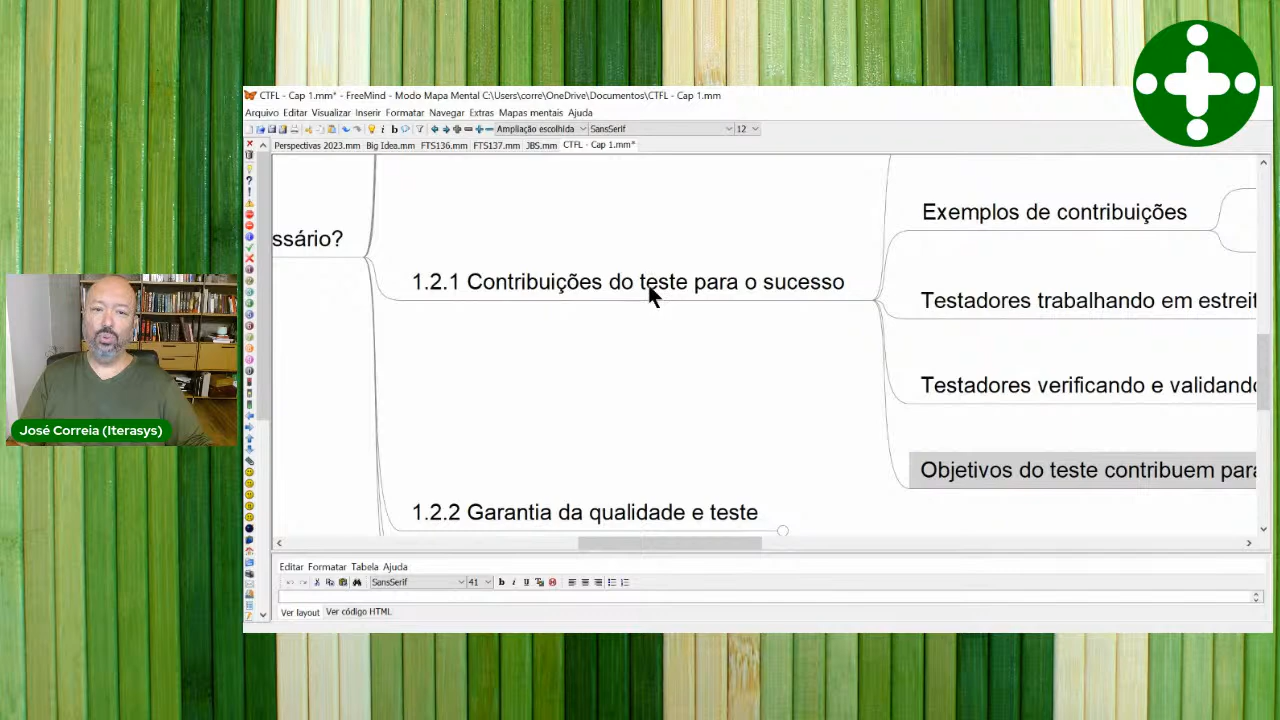 CTFL - Cap 1.mm* - FreeMind - Modo Mapa Mental C:\Users\corre\OneDrive\Documentos\CTFL - Cap 1.mm
Arquivo Editar Visualizar Inserir Formatar Navegar Extras Mapas mentais Ajuda
Ampliação escolhida SansSerif 12
Perspectivas 2023.mm Big Idea.mm FTS136.mm FTS137.mm JBS.mm CTFL - Cap 1.mm*
Exemplos de contribuições
ssário?
1.2.1 Contribuições do teste para o sucesso
Testadores trabalhando em estreit
Testadores verificando e validando
José Correia (Iterasys)
Objetivos do teste contribuem para
1.2.2 Garantia da qualidade e teste
Editar Formatar Tabela Ajuda
SansSerif 41
Ver layout Ver código HTML